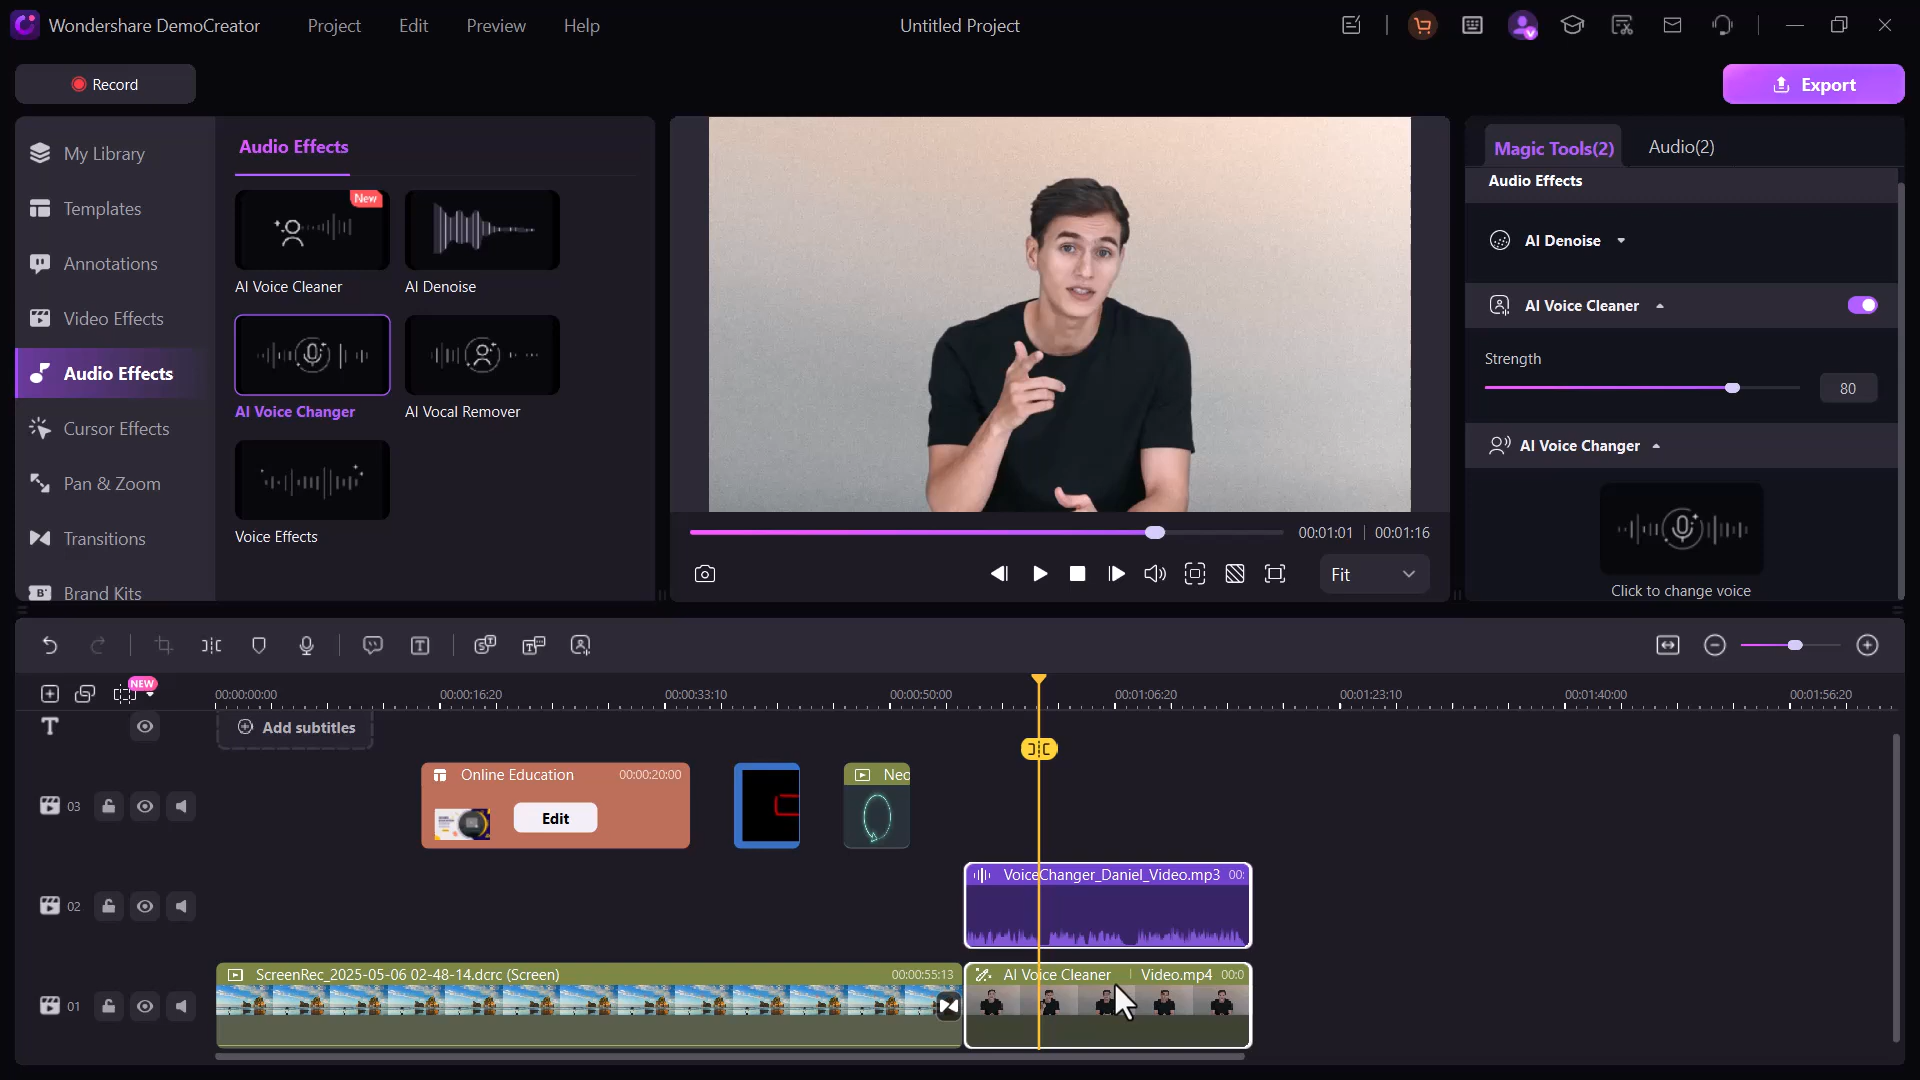 Wondershare DemoCreator
Project
Edit
Preview
Help
Untitled Project
Record
Export
My Library
Templates
Annotations
Video Effects
Audio Effects
Cursor Effects
Pan & Zoom
Transitions
Brand Kits
Audio Effects
New
AI Voice Cleaner
AI Denoise
AI Voice Changer
AI Vocal Remover
Voice Effects
00:01:01 | 00:01:16
Fit
Magic Tools(2)
Audio(2)
Audio Effects
AI Denoise
AI Voice Cleaner
Strength
80
AI Voice Changer
Click to change voice
NEW
00:00:00:00
00:00:16:20
00:00:33:10
00:00:50:00
00:01:06:20
00:01:23:10
00:01:40:00
00:01:56:20
Add subtitles
03
Online Education 00:00:20:00
Edit
Neo
02
VoiceChanger_Daniel_Video.mp3 00:
01
ScreenRec_2025-05-06 02-48-14.dcrc (Screen) 00:00:55:13
AI Voice Cleaner | Video.mp4 00:0